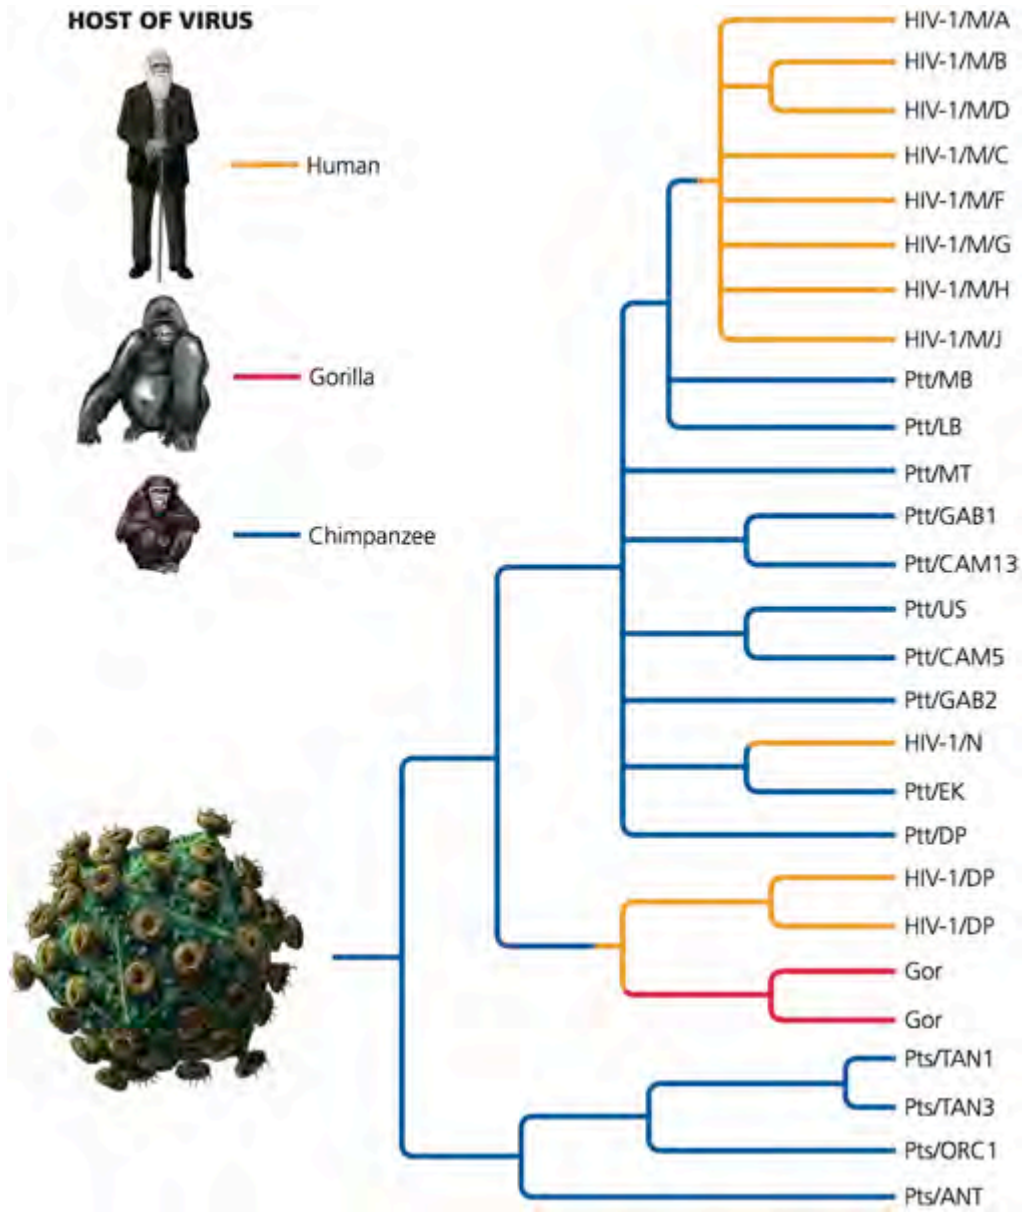 HOST OF VIRUS
Human
Gorilla
Chimpanzee
HIV-1/M/A
HIV-1/M/B
HIV-1/M/D
HIV-1/M/C
HIV-1/M/F
HIV-1/M/G
HIV-1/M/H
HIV-1/M/J
Ptt/MB
Ptt/LB
Ptt/MT
Ptt/GAB1
Ptt/CAM13
Ptt/US
Ptt/CAM5
Ptt/GAB2
HIV-1/N
Ptt/EK
Ptt/DP
HIV-1/DP
HIV-1/DP
Gor
Gor
Pts/TAN1
Pts/TAN3
Pts/ORC1
Pts/ANT